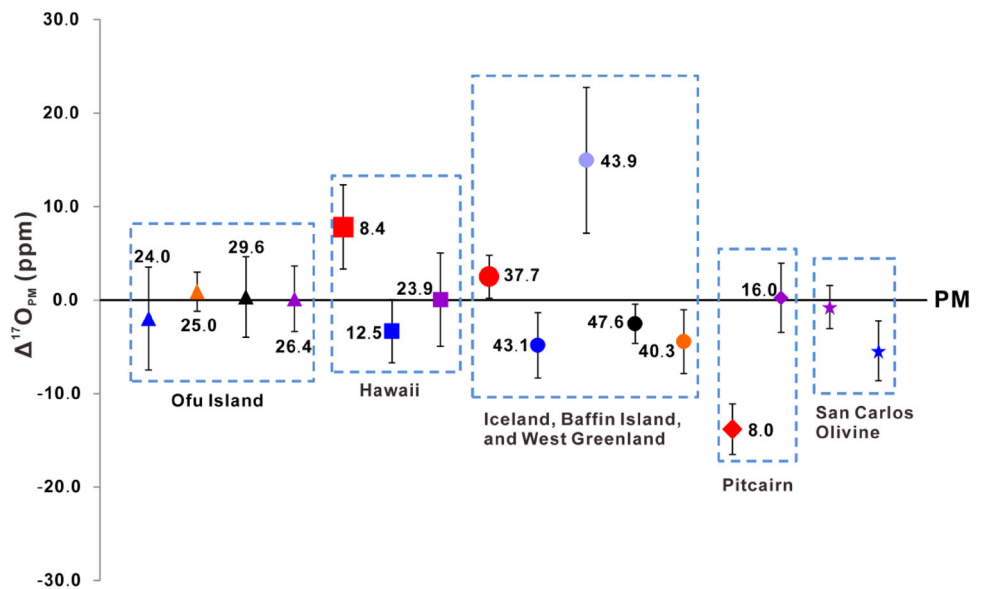 30.0
20.0
10.0
0.0
-10.0
-20.0
-30.0
Δ¹⁷O_PM (ppm)
24.0
25.0
29.6
26.4
Ofu Island
8.4
12.5
23.9
Hawaii
37.7
43.1
43.9
47.6
40.3
Iceland, Baffin Island,
and West Greenland
8.0
16.0
Pitcairn
San Carlos
Olivine
PM